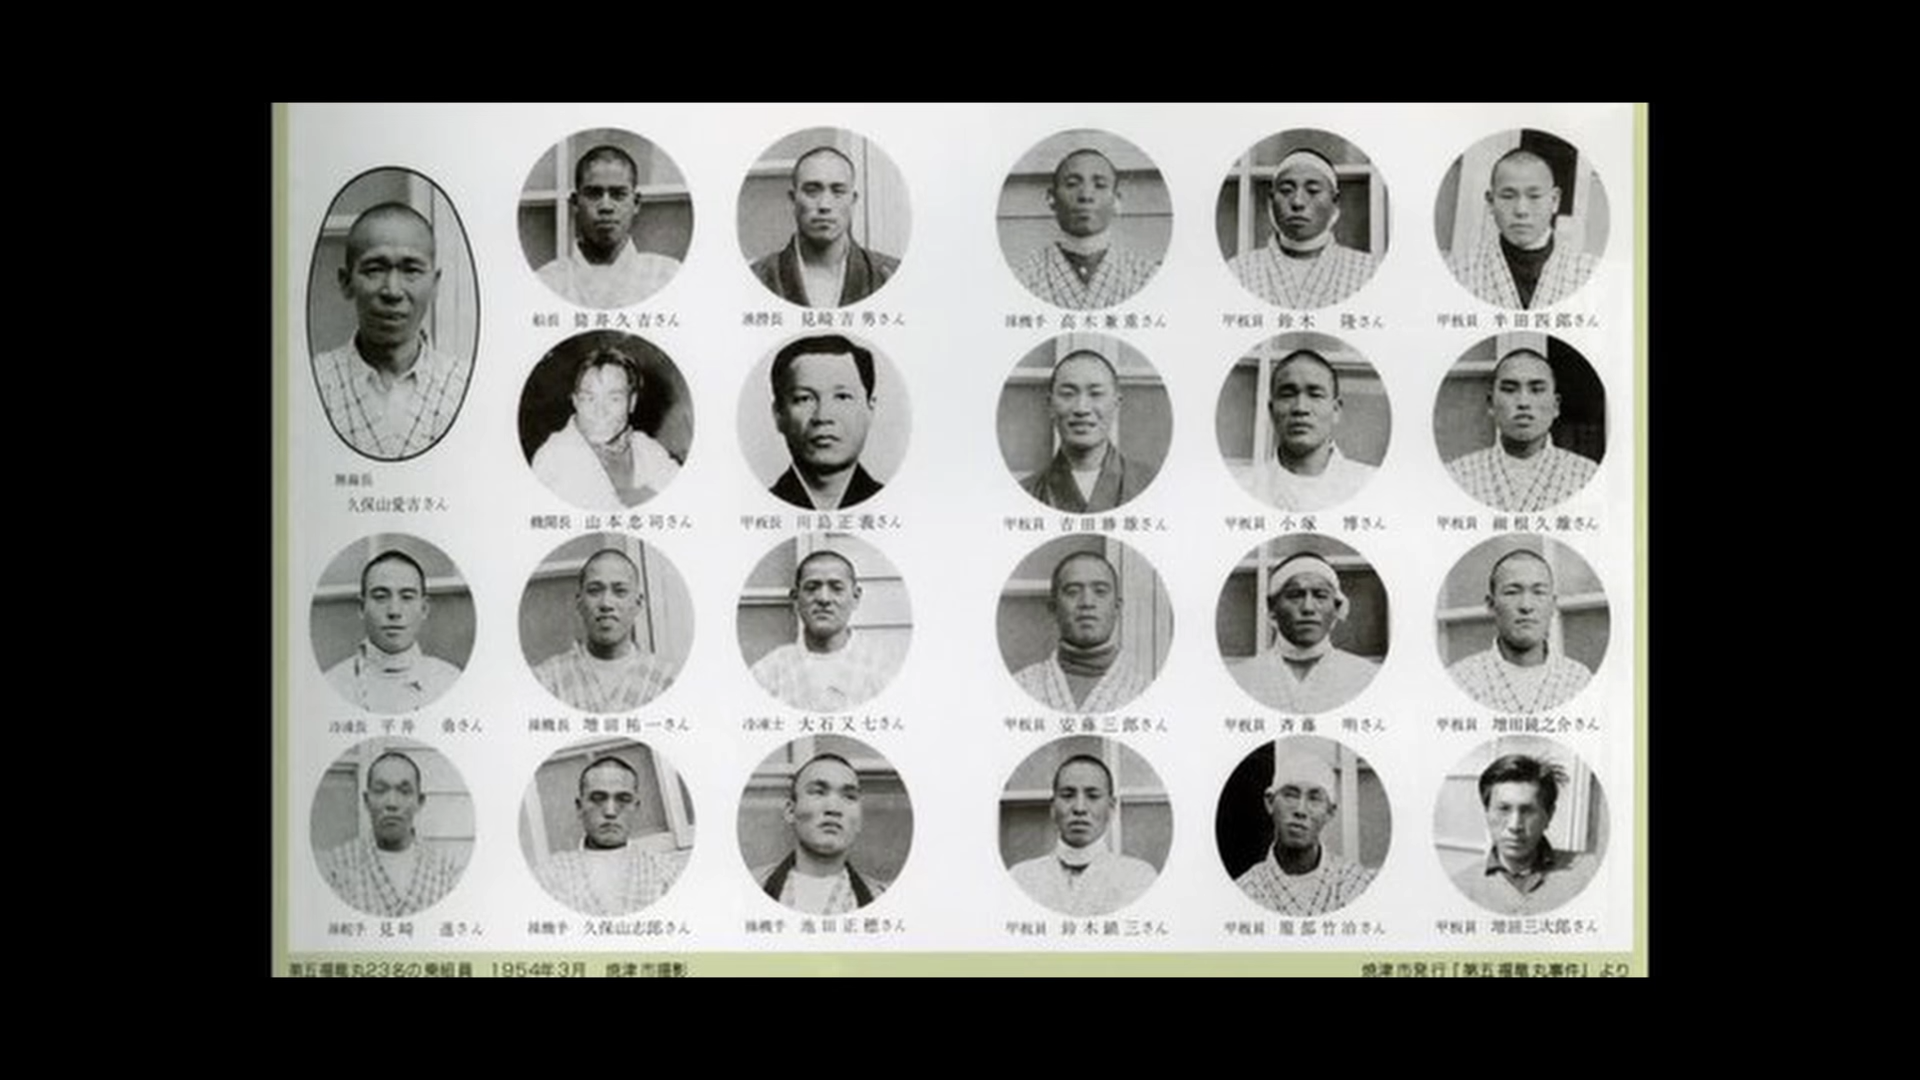 船長 筒井久吉さん
漁撈長 見崎吉男さん
操機手 高木兼重さん
甲板員 鈴木 隆さん
甲板員 半田四郎さん
無線長
久保山愛吉さん
機関長 山本忠司さん
甲板長 川島正義さん
甲板員 吉田勝雄さん
甲板員 小塚 博さん
甲板員 細根久雄さん
冷凍長 平井 勇さん
操機長 増田祐一さん
冷凍士 大石又七さん
甲板員 安藤三郎さん
甲板員 斉藤 明さん
甲板員 増田鏡之介さん
操舵手 見崎 進さん
操機手 久保山志郎さん
操機手 池田正穂さん
甲板員 鈴木鎮三さん
甲板員 服部竹治さん
甲板員 増田三次郎さん
第五福竜丸23名の乗組員 1954年3月 焼津市撮影
焼津市発行『第五福竜丸事件』より